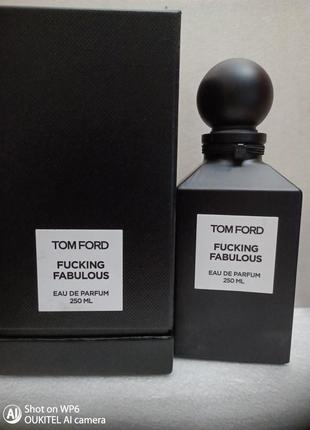 TOM FORD
FUCKING
FABULOUS
EAU DE PARFUM
250 ML
TOM FORD
FUCKING
FABULOUS
EAU DE PARFUM
250 ML
AI
Shot on WP6
OUKITEL AI camera